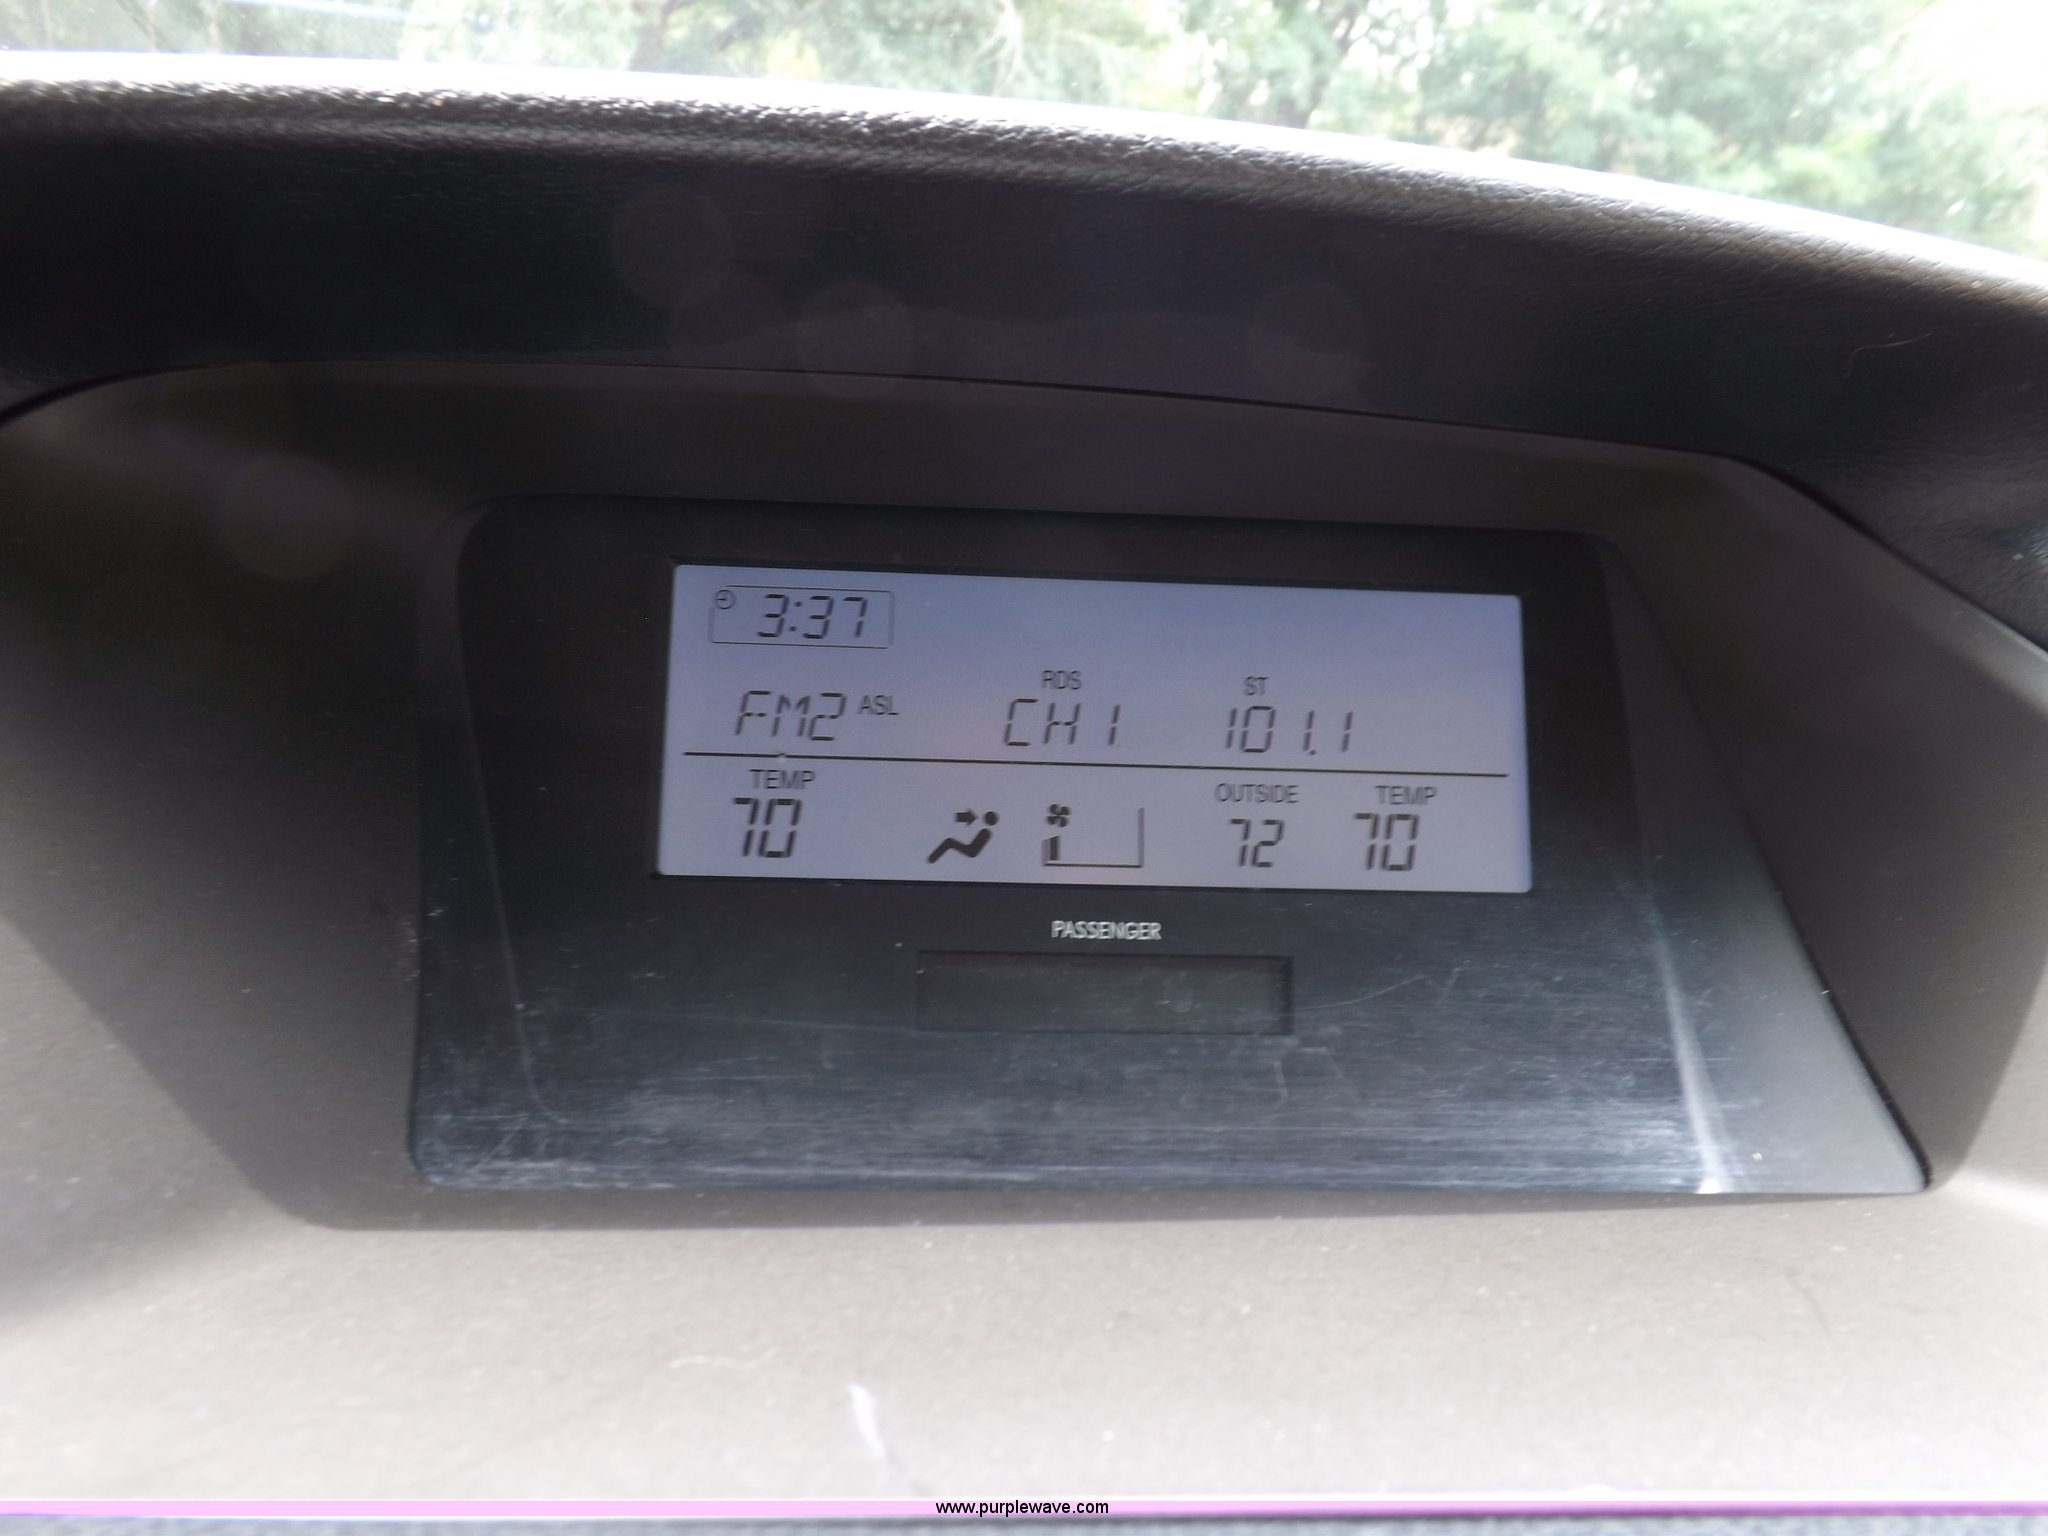 3:37
RDS ST
FM2 ASL CH1 101.1
TEMP OUTSIDE TEMP
70 72 70
PASSENGER
www.purplewave.com